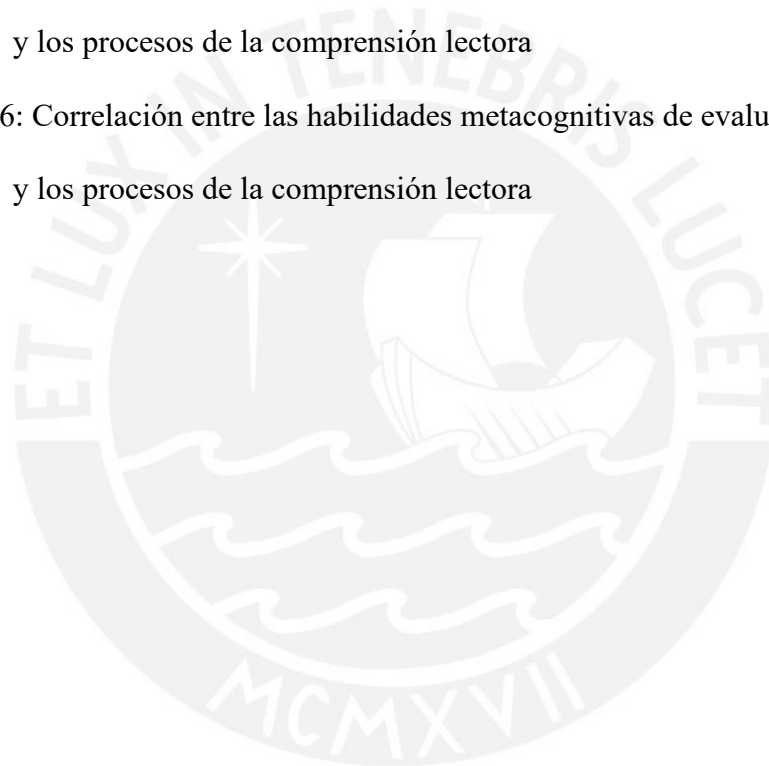 y los procesos de la comprensión lectora
6: Correlación entre las habilidades metacognitivas de evalu
y los procesos de la comprensión lectora
ET LUX IN TENEBRIS LUCET
MCMXVII